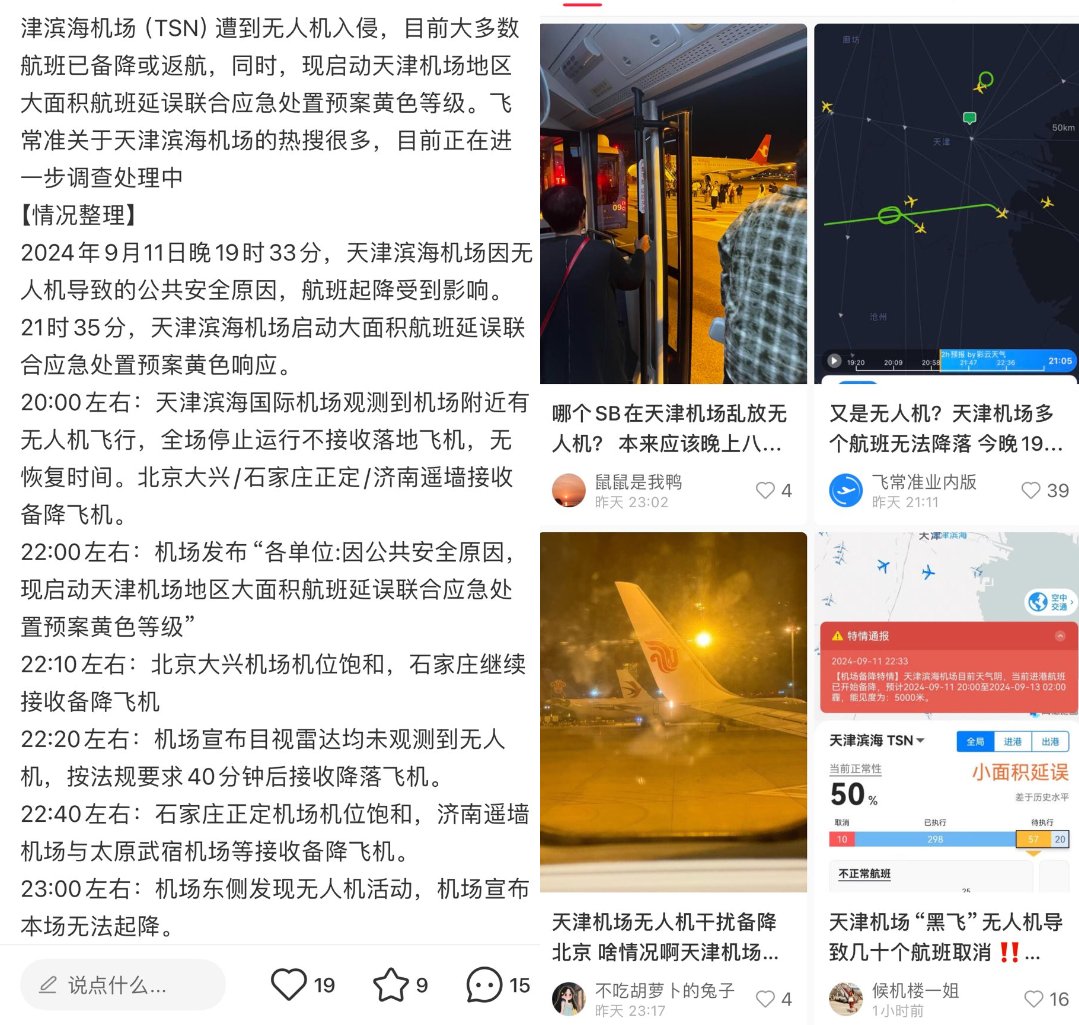 津滨海机场（TSN）遭到无人机入侵，目前大多数
航班已备降或返航，同时，现启动天津机场地区
大面积航班延误联合应急处置预案黄色等级。飞
常准关于天津滨海机场的热搜很多，目前正在进
一步调查处理中
【情况整理】
2024年9月11日晚19时33分，天津滨海机场因无
人机导致的公共安全原因，航班起降受到影响。
21时35分，天津滨海机场启动大面积航班延误联
合应急处置预案黄色响应。
20:00左右：天津滨海国际机场观测到机场附近有
无人机飞行，全场停止运行不接收落地飞机，无
恢复时间。北京大兴/石家庄正定/济南遥墙接收
备降飞机。
22:00左右：机场发布“各单位:因公共安全原因，
现启动天津机场地区大面积航班延误联合应急处
置预案黄色等级”
22:10左右：北京大兴机场机位饱和，石家庄继续
接收备降飞机
22:20左右：机场宣布目视雷达均未观测到无人
机，按法规要求40分钟后接收降落飞机。
22:40左右：石家庄正定机场机位饱和，济南遥墙
机场与太原武宿机场等接收备降飞机。
23:00左右：机场东侧发现无人机活动，机场宣布
本场无法起降。
说点什么...
19
9
15
哪个SB在天津机场乱放无
人机？ 本来应该晚上八...
鼠鼠是我鸭
昨天 23:02
4
廊坊
50km
天津
沧州
2h预报 by彩云天气
19:20 20:09 20:58 21:47 22:36
21:05
又是无人机？天津机场多
个航班无法降落 今晚19...
飞常准业内版
昨天 21:11
39
天津机场无人机干扰备降
北京 啥情况啊天津机场...
不吃胡萝卜的兔子
昨天 23:17
4
天津滨海
空中
交通
特情通报
2024-09-11 22:33
【机场备降特情】天津滨海机场目前天气阴，当前进港航班
已开始备降，预计2024-09-11 20:00至2024-09-13 02:00
霾，能见度为：5000米。
天津滨海 TSN
全局 进港 出港
当前正常性
小面积延误
50%
差于历史水平
取消 已执行 待执行
10 298 57 20
不正常航班
25
天津机场“黑飞”无人机导
致几十个航班取消‼️...
候机楼一姐
1小时前
16